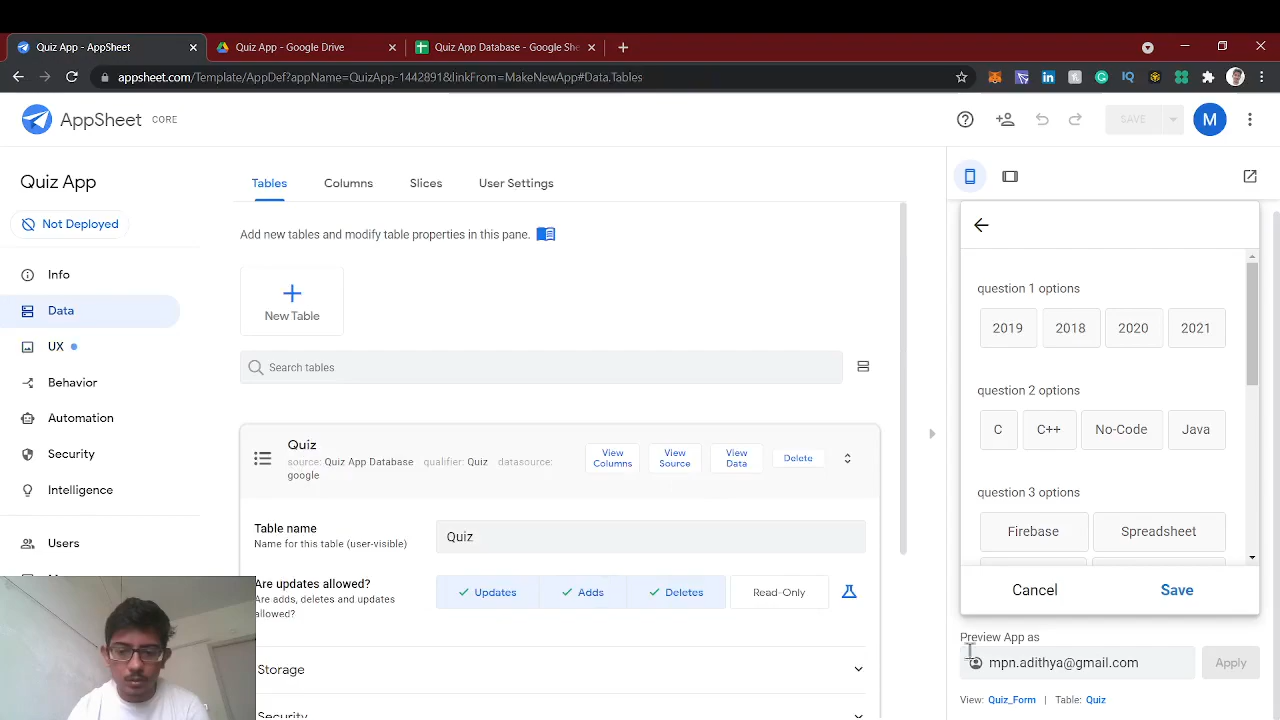 Quiz App - AppSheet
Quiz App - Google Drive
Quiz App Database - Google She
appsheet.com/Template/AppDef?appName=QuizApp-1442891&linkFrom=MakeNewApp#Data.Tables
AppSheet CORE
SAVE
M
Quiz App
Not Deployed
Info
Data
UX
Behavior
Automation
Security
Intelligence
Users
Tables Columns Slices User Settings
Add new tables and modify table properties in this pane.
New Table
Search tables
Quiz
source: Quiz App Database qualifier: Quiz datasource:
google
View
Columns
View
Source
View
Data
Delete
Table name
Name for this table (user-visible)
Quiz
Are updates allowed?
Are adds, deletes and updates
allowed?
Updates Adds Deletes Read-Only
Storage
Security
question 1 options
2019 2018 2020 2021
question 2 options
C C++ No-Code Java
question 3 options
Firebase Spreadsheet
Cancel Save
Preview App as
mpn.adithya@gmail.com Apply
View: Quiz_Form | Table: Quiz